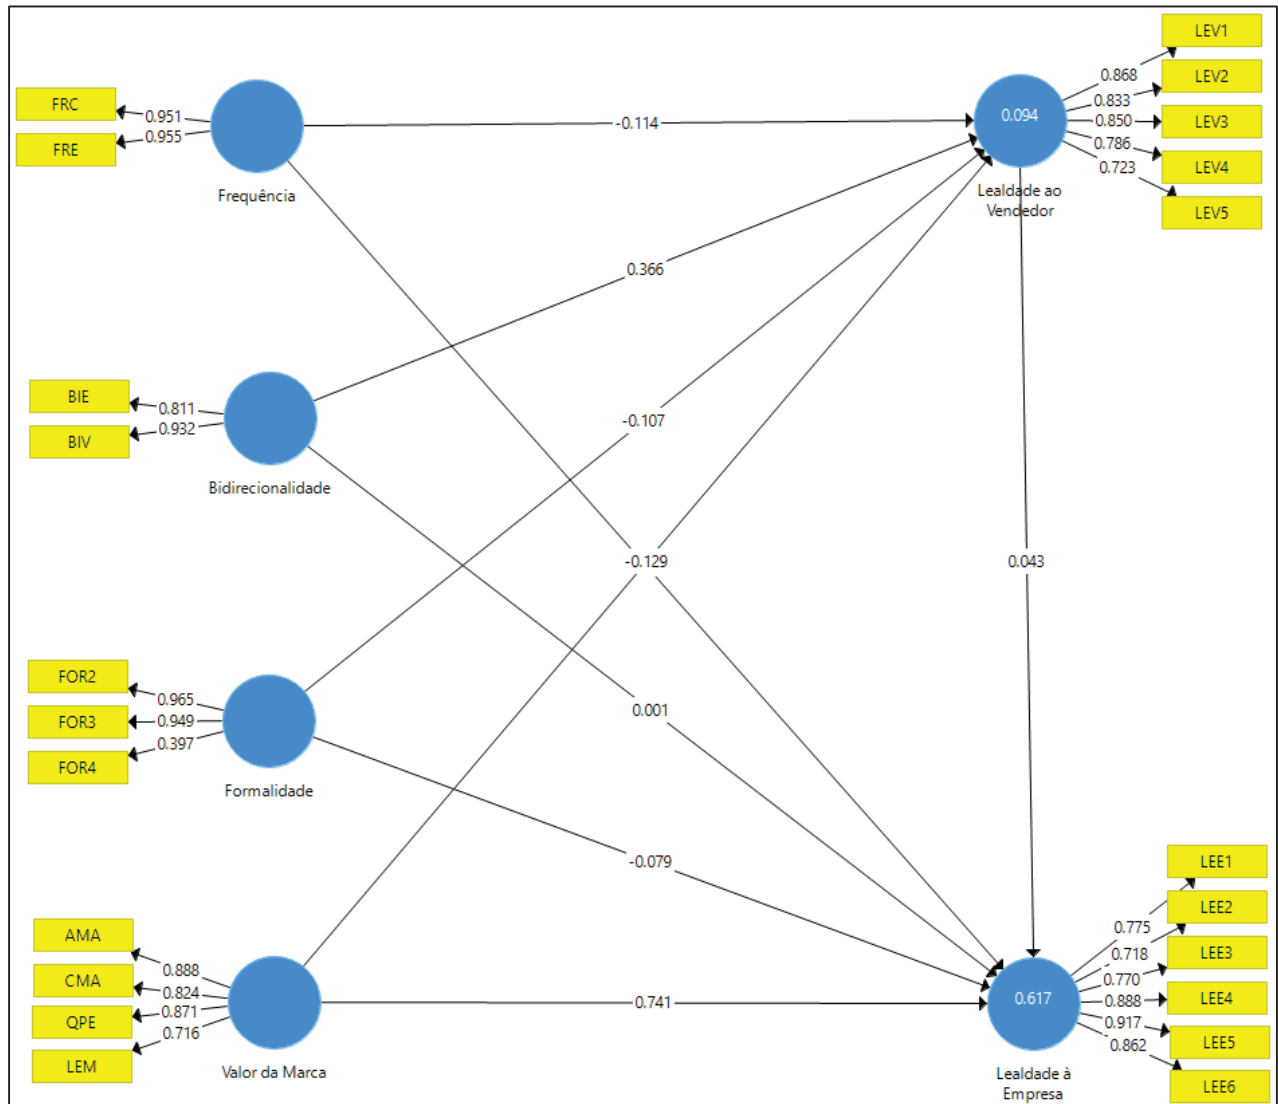 LEV1
0.868
LEV2
0.833
FRC
0.951
0.094
0.850
LEV3
FRE
0.955
-0.114
0.786
LEV4
0.723
Frequência
Lealdade ao
Vendedor
LEV5
0.366
BIE
0.811
BIV
0.932
-0.107
Bidirecionalidade
-0.129
0.043
FOR2
0.965
FOR3
0.949
0.001
FOR4
0.397
Formalidade
-0.079
LEE1
0.775
LEE2
AMA
0.718
0.888
LEE3
CMA
0.770
0.824
LEE4
0.888
QPE
0.871
0.741
0.617
0.917
LEM
0.716
LEE5
0.862
Valor da Marca
Lealdade à
Empresa
LEE6